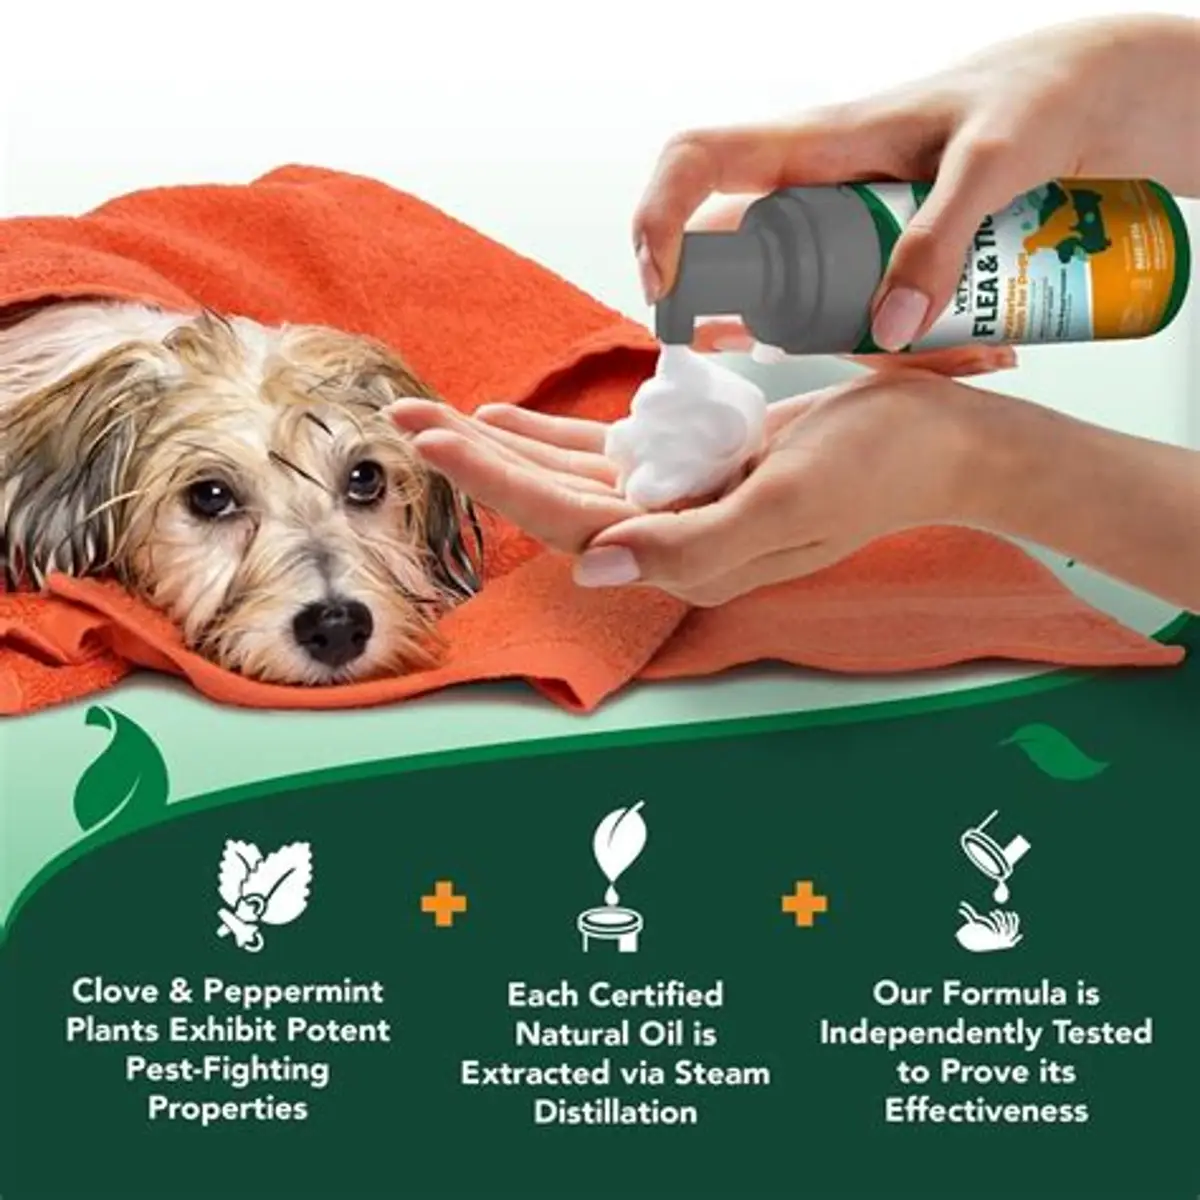 FLEA & TIC
Clove & Peppermint
Plants Exhibit Potent
Pest-Fighting
Properties
Each Certified
Natural Oil is
Extracted via Steam
Distillation
Our Formula is
Independently Tested
to Prove its
Effectiveness